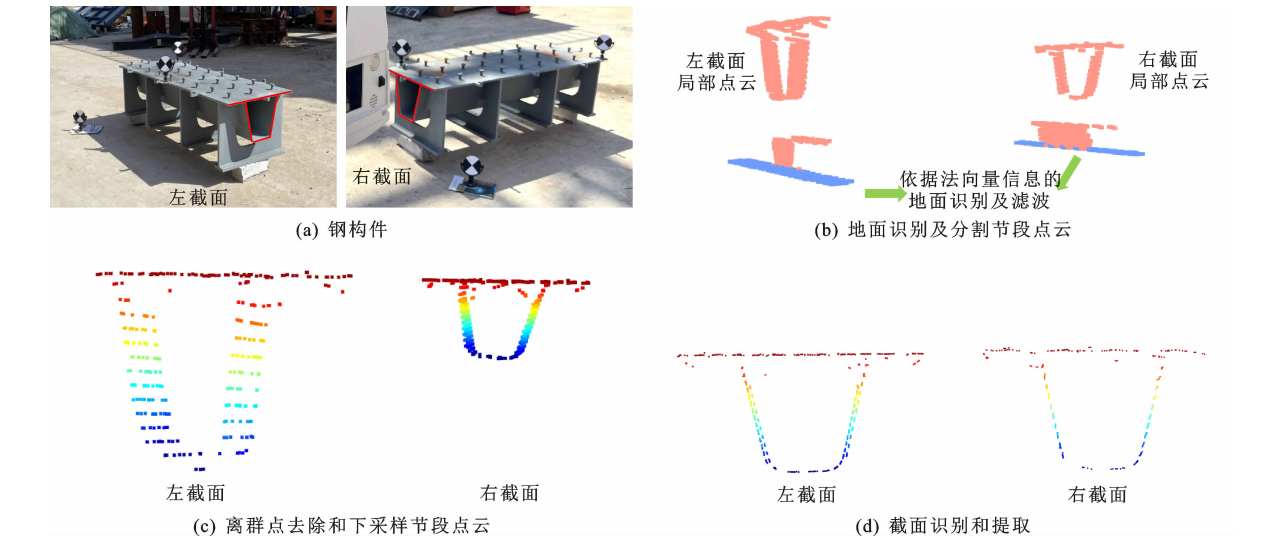 左截面
右截面
(a) 钢构件
左截面
局部点云
右截面
局部点云
依据法向量信息的
地面识别及滤波
(b) 地面识别及分割节段点云
左截面
右截面
(c) 离群点去除和下采样节段点云
左截面
右截面
(d) 截面识别和提取